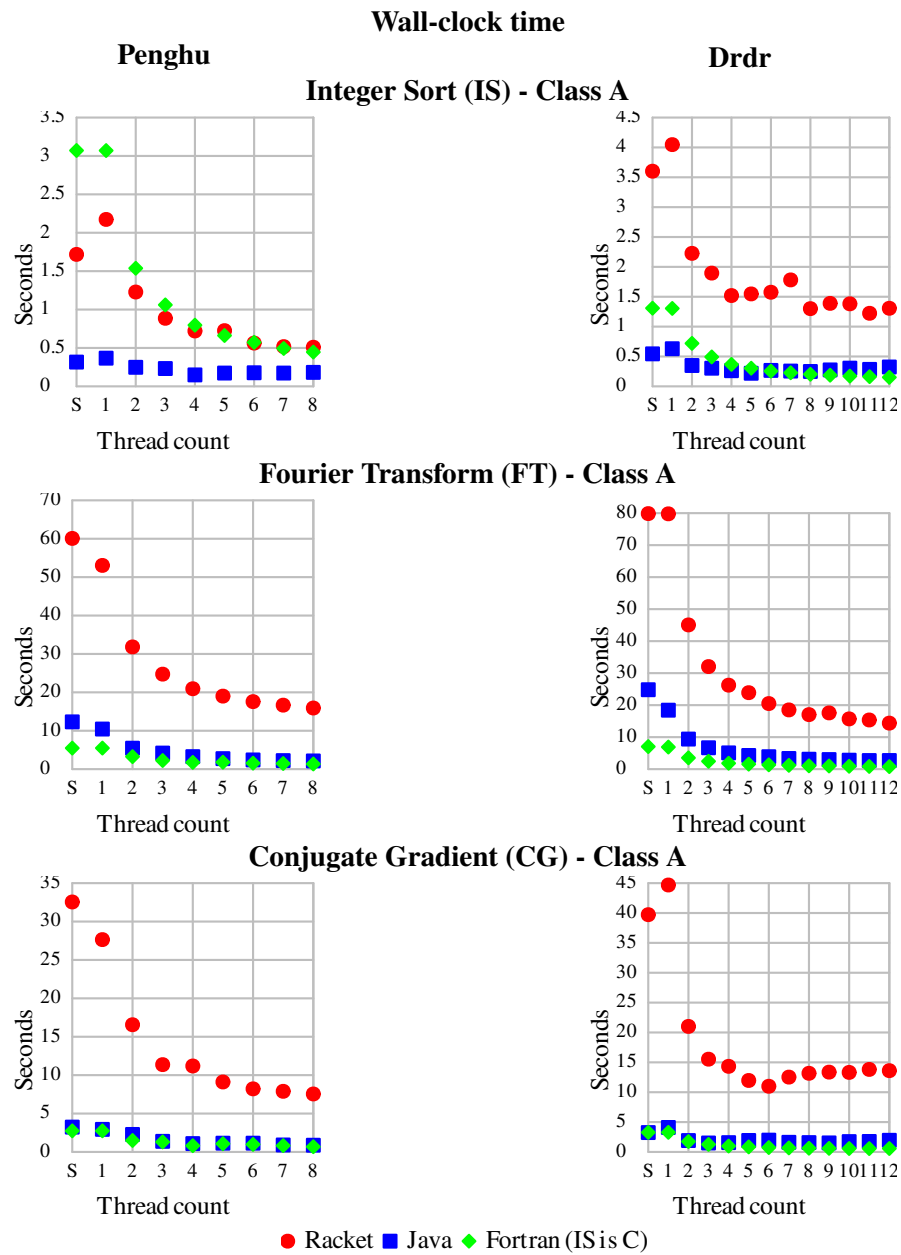 Wall-clock time
Penghu Drdr
Integer Sort (IS) - Class A
3.5
3
2.5
2
1.5
1
0.5
0
Seconds
S 1 2 3 4 5 6 7 8
Thread count
4.5
4
3.5
3
2.5
2
1.5
1
0.5
0
Seconds
S 1 2 3 4 5 6 7 8 9 10 11 12
Thread count
Fourier Transform (FT) - Class A
70
60
50
40
30
20
10
0
Seconds
S 1 2 3 4 5 6 7 8
Thread count
80
70
60
50
40
30
20
10
0
Seconds
S 1 2 3 4 5 6 7 8 9 10 11 12
Thread count
Conjugate Gradient (CG) - Class A
35
30
25
20
15
10
5
0
Seconds
S 1 2 3 4 5 6 7 8
Thread count
45
40
35
30
25
20
15
10
5
0
Seconds
S 1 2 3 4 5 6 7 8 9 10 11 12
Thread count
Racket Java Fortran (IS is C)